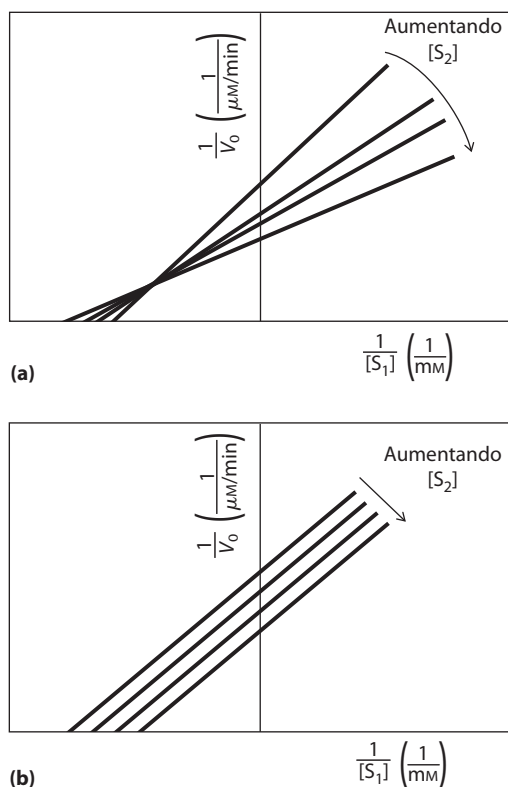 Aumentando
[S₂]
1/V₀ (1/μM/min)
1/[S₁] (1/mM)
(a)
Aumentando
[S₂]
1/V₀ (1/μM/min)
1/[S₁] (1/mM)
(b)